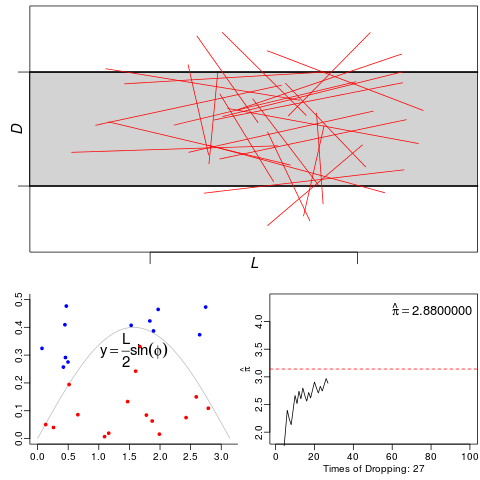 D
L
0.0 0.1 0.2 0.3 0.4 0.5
y = L/2 sin(ϕ)
0.0 0.5 1.0 1.5 2.0 2.5 3.0
π̂ = 2.8800000
π̂
2.0 2.5 3.0 3.5 4.0
0 20 40 60 80 100
Times of Dropping: 27